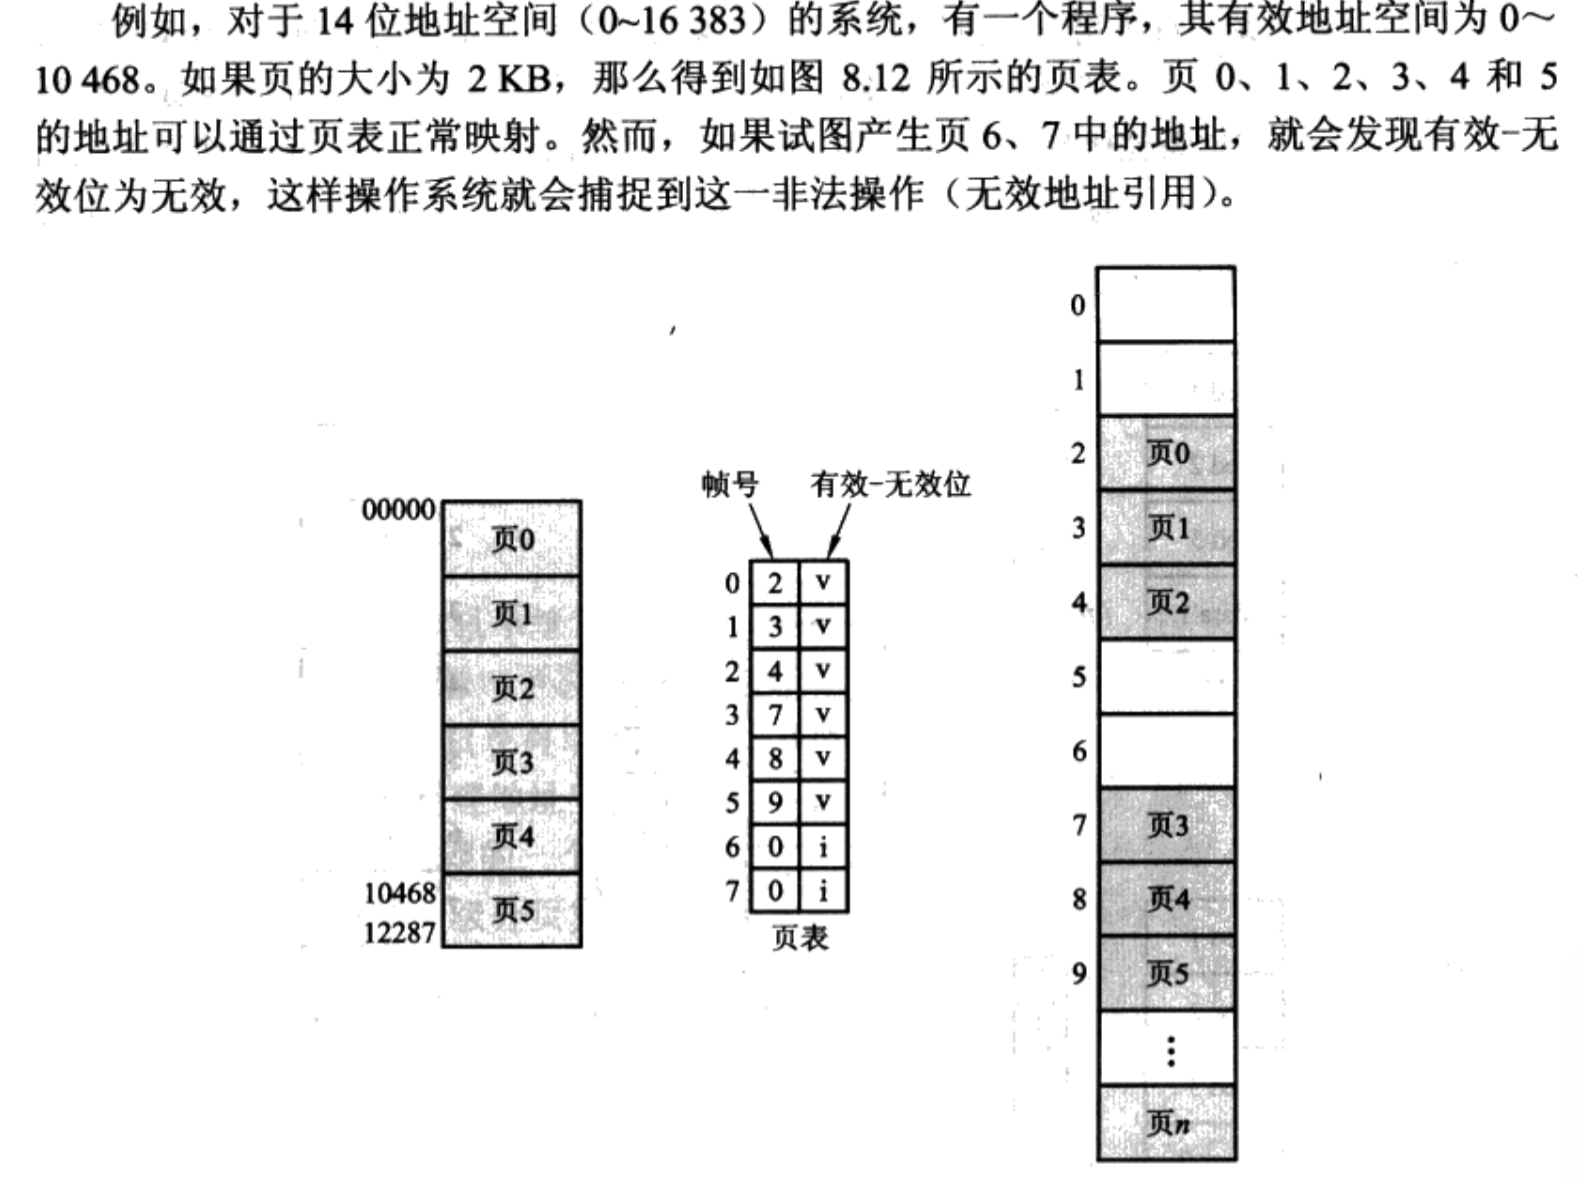 例如，对于 14 位地址空间（0~16 383）的系统，有一个程序，其有效地址空间为 0～
10 468。如果页的大小为 2 KB，那么得到如图 8.12 所示的页表。页 0、1、2、3、4 和 5
的地址可以通过页表正常映射。然而，如果试图产生页 6、7 中的地址，就会发现有效-无
效位为无效，这样操作系统就会捕捉到这一非法操作（无效地址引用）。
00000
页0
页1
页2
页3
页4
10468
页5
12287
帧号 有效-无效位
0 2 v
1 3 v
2 4 v
3 7 v
4 8 v
5 9 v
6 0 i
7 0 i
页表
0
1
2 页0
3 页1
4 页2
5
6
7 页3
8 页4
9 页5
⋮
页n